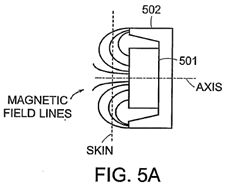 502
501
AXIS
MAGNETIC
FIELD LINES
SKIN
FIG. 5A